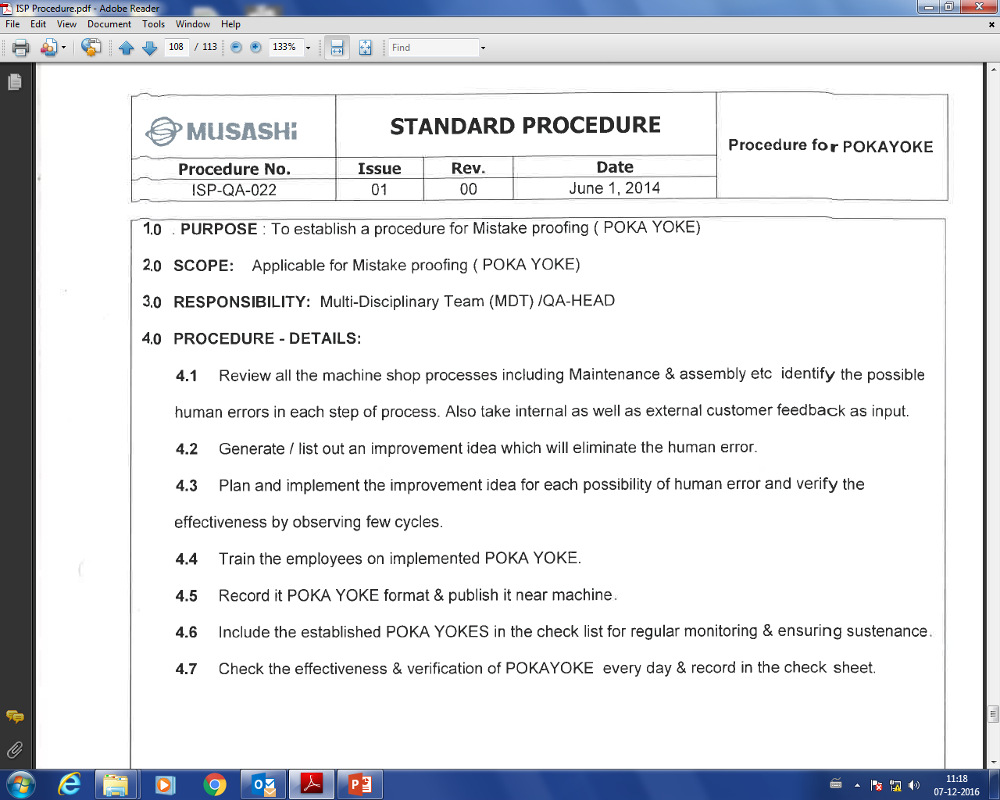 ISP Procedure.pdf - Adobe Reader
File Edit View Document Tools Window Help
108 / 113 133% Find
MUSASHi
STANDARD PROCEDURE
Procedure for POKAYOKE
Procedure No. Issue Rev. Date
ISP-QA-022 01 00 June 1, 2014
1.0 . PURPOSE : To establish a procedure for Mistake proofing ( POKA YOKE)
2.0 SCOPE: Applicable for Mistake proofing ( POKA YOKE)
3.0 RESPONSIBILITY: Multi-Disciplinary Team (MDT) /QA-HEAD
4.0 PROCEDURE - DETAILS:
4.1 Review all the machine shop processes including Maintenance & assembly etc identify the possible
human errors in each step of process. Also take internal as well as external customer feedback as input.
4.2 Generate / list out an improvement idea which will eliminate the human error.
4.3 Plan and implement the improvement idea for each possibility of human error and verify the
effectiveness by observing few cycles.
4.4 Train the employees on implemented POKA YOKE.
4.5 Record it POKA YOKE format & publish it near machine.
4.6 Include the established POKA YOKES in the check list for regular monitoring & ensuring sustenance.
4.7 Check the effectiveness & verification of POKAYOKE every day & record in the check sheet.
11:18
07-12-2016